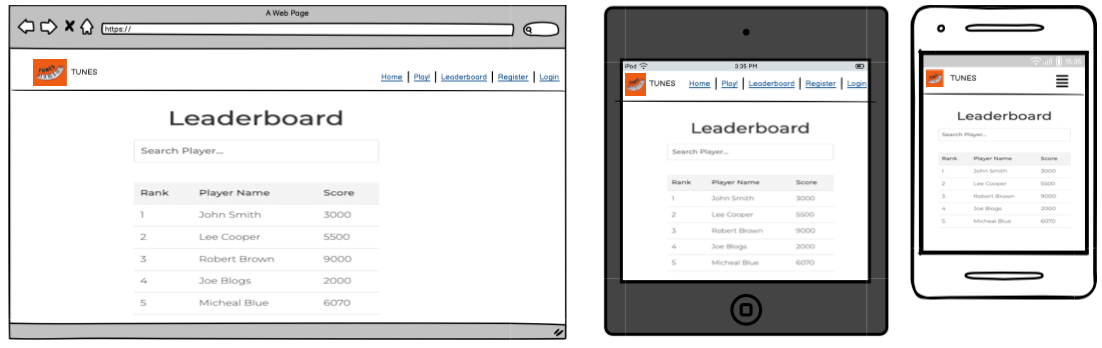 A Web Page
https://
TUNES
Home | Play! | Leaderboard | Register | Login
Leaderboard
Search Player...
Rank Player Name Score
1 John Smith 3000
2 Lee Cooper 5500
3 Robert Brown 9000
4 Joe Blogs 2000
5 Micheal Blue 6070
iPod 3:35 PM
TUNES Home | Play! | Leaderboard | Register | Login
Leaderboard
Search Player...
Rank Player Name Score
1 John Smith 3000
2 Lee Cooper 5500
3 Robert Brown 9000
4 Joe Blogs 2000
5 Micheal Blue 6070
16:35
TUNES
Leaderboard
Search Player...
Rank Player Name Score
1 John Smith 3000
2 Lee Cooper 5500
3 Robert Brown 9000
4 Joe Blogs 2000
5 Micheal Blue 6070